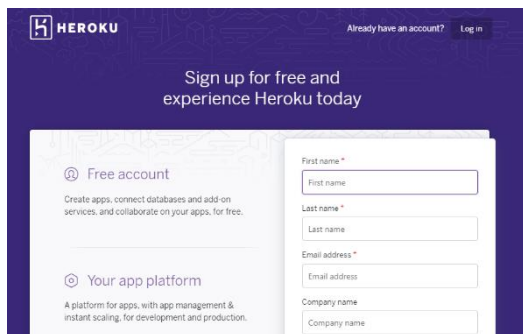 HEROKU
Already have an account? Log in
Sign up for free and
experience Heroku today
Free account
Create apps, connect databases and add-on
services, and collaborate on your apps, for free.
Your app platform
A platform for apps, with app management &
instant scaling, for development and production.
First name *
First name
Last name *
Last name
Email address *
Email address
Company name
Company name